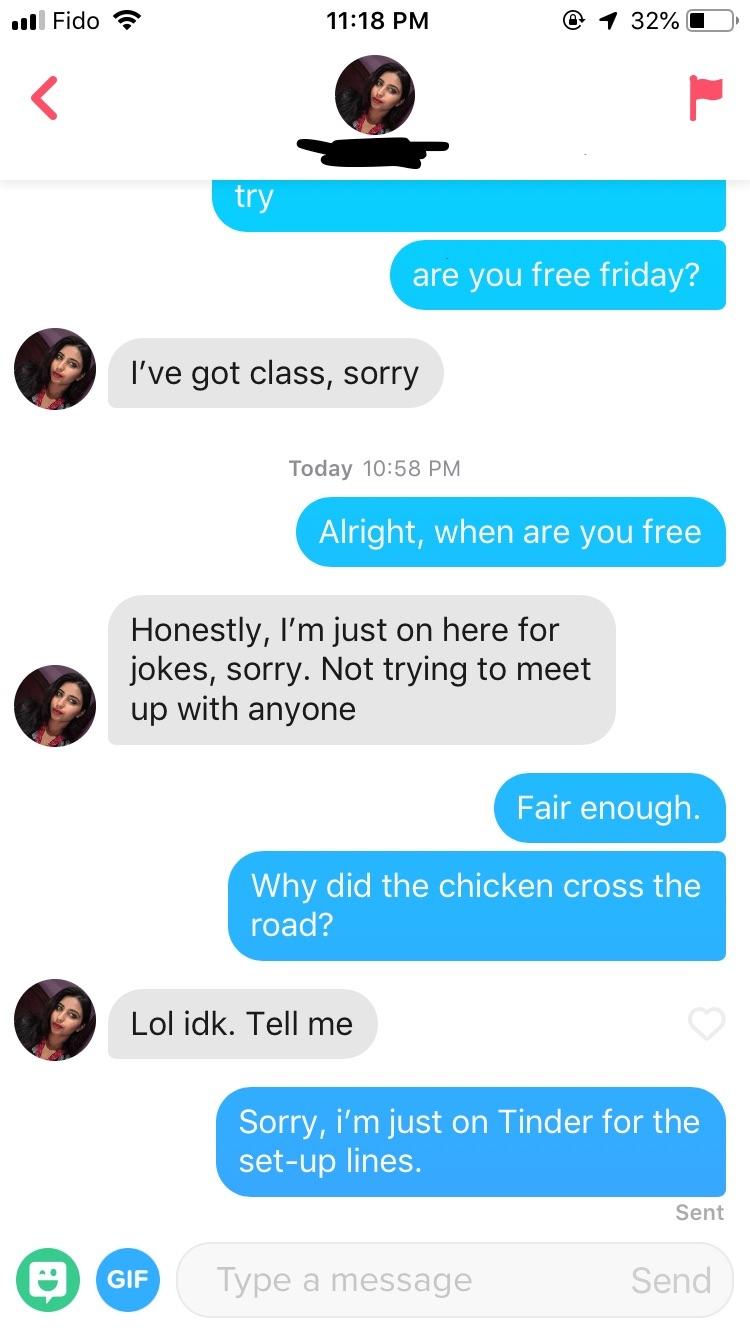 Fido
11:18 PM
32%
try
are you free friday?
I've got class, sorry
Today 10:58 PM
Alright, when are you free
Honestly, I'm just on here for
jokes, sorry. Not trying to meet
up with anyone
Fair enough.
Why did the chicken cross the
road?
Lol idk. Tell me
Sorry, i'm just on Tinder for the
set-up lines.
Sent
GIF
Type a message
Send